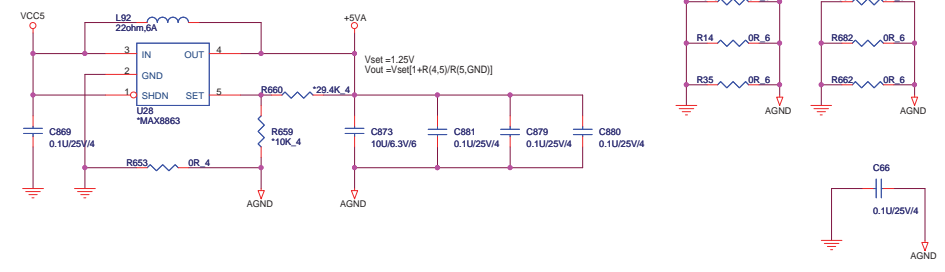 VCC5
L92
22ohm,6A
+5VA
3 IN OUT 4
2 GND
1 SHDN SET 5
U28
*MAX8863
R660 *29.4K_4
Vset =1.25V
Vout =Vset[1+R(4,5)/R(5,GND)]
C869
0.1U/25V/4
R659
*10K_4
C873
10U/6.3V/6
C881
0.1U/25V/4
C879
0.1U/25V/4
C880
0.1U/25V/4
R653 0R_4
AGND
AGND
R14 0R_6
R682 0R_6
R35 0R_6
R662 0R_6
AGND
AGND
C66
0.1U/25V/4
AGND